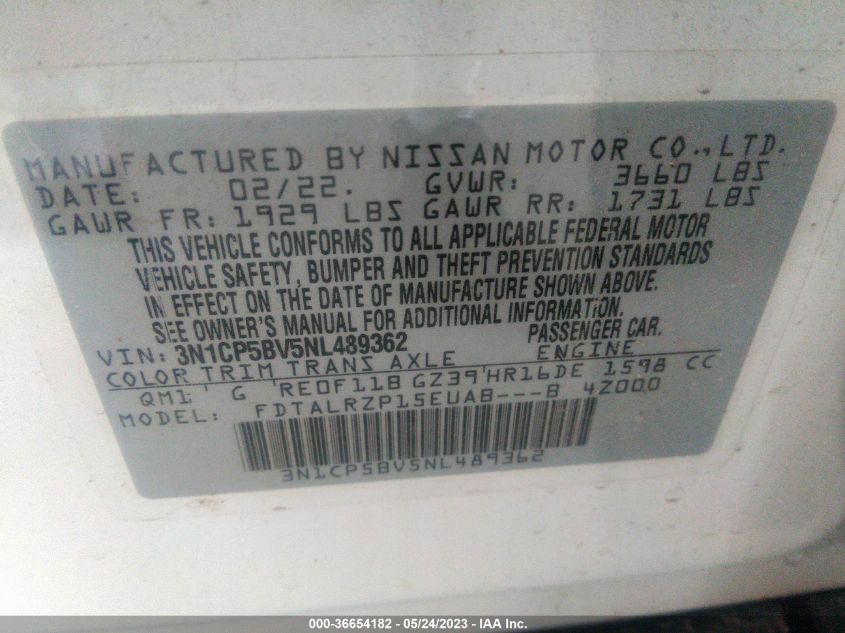 MANUFACTURED BY NISSAN MOTOR CO.,LTD.
DATE: 02/22. GVWR: 3660 LBS
GAWR FR: 1929 LBS GAWR RR: 1731 LBS
THIS VEHICLE CONFORMS TO ALL APPLICABLE FEDERAL MOTOR
VEHICLE SAFETY, BUMPER AND THEFT PREVENTION STANDARDS
IN EFFECT ON THE DATE OF MANUFACTURE SHOWN ABOVE.
SEE OWNER'S MANUAL FOR ADDITIONAL INFORMATION.
VIN: 3N1CP5BV5NL489362 PASSENGER CAR.
COLOR TRIM TRANS AXLE ENGINE
QM1 G RE0F11B GZ39 HR16DE 1598 CC
MODEL: FDTALRZP15EUAB---B 4Z000
3N1CP5BV5NL489362
000-36654182 - 05/24/2023 - IAA Inc.